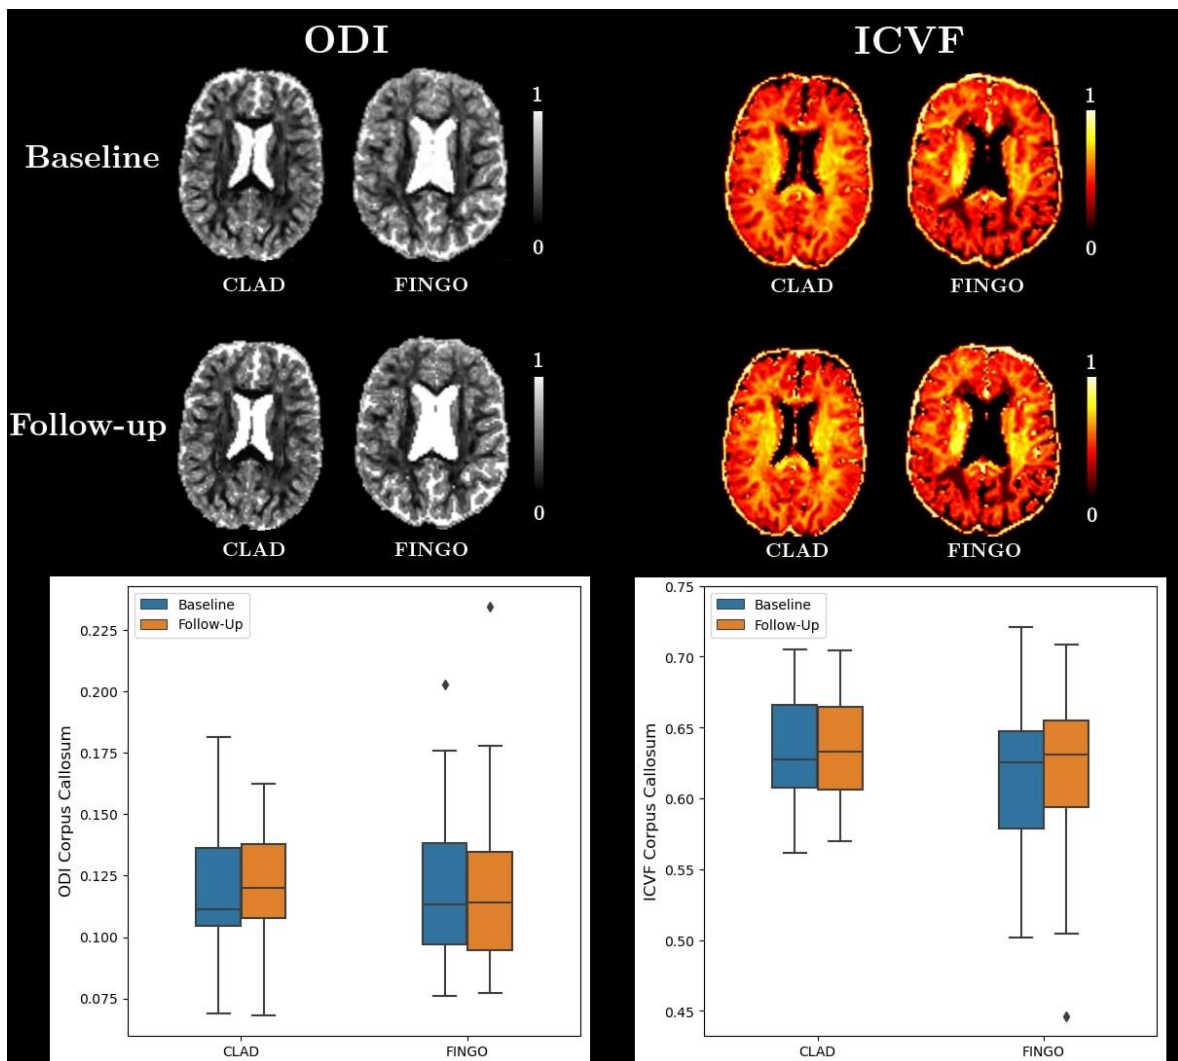 ODI ICVF
Baseline
1 1
0 0
CLAD FINGO CLAD FINGO
Follow-up
1 1
0 0
CLAD FINGO CLAD FINGO
Baseline
Follow-Up
ODI Corpus Callosum
0.225
0.200
0.175
0.150
0.125
0.100
0.075
CLAD FINGO
Baseline
Follow-Up
ICVF Corpus Callosum
0.75
0.70
0.65
0.60
0.55
0.50
0.45
CLAD FINGO